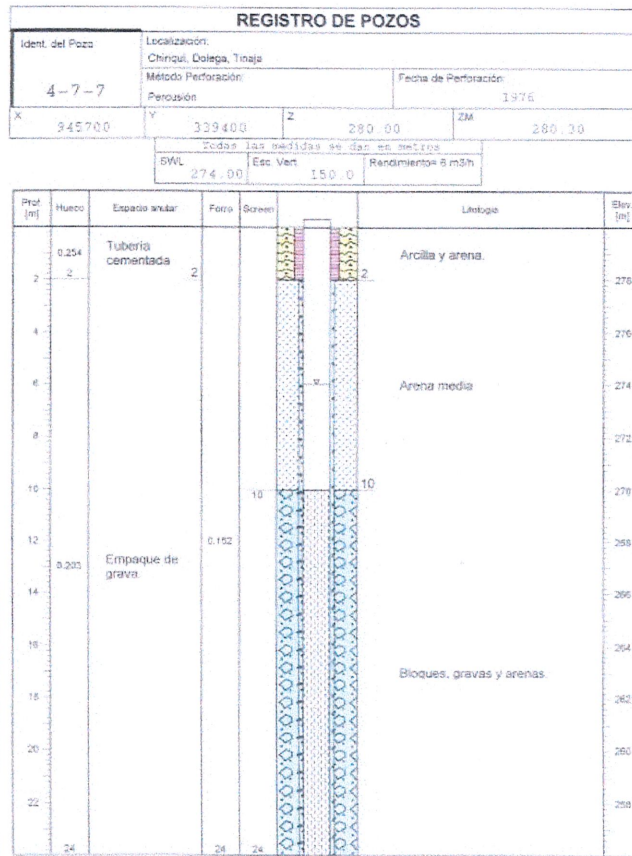 REGISTRO DE POZOS
Ident. del Pozo
4-7-7
Localización:
Chiriquí, Dolega, Tinaja
Método Perforación:
Percusión
Fecha de Perforación:
1976
X 945700
Y 339400
Z 280.00
ZM 280.30
Todas las medidas se dan en metros
SWL 274.00
Esc. Vert 150.0
Rendimiento= 6 m3/h
Prof. [m] Hueco Espacio anular Forro Screen Litología Elev. [m]
0.254 Tubería cementada Arcilla y arena.
2 2 2 2 278
4 276
6 Arena media 274
8 272
10 10 10 270
12 0.152 268
0.203 Empaque de grava
14 266
16 264
Bloques, gravas y arenas.
18 262
20 260
22 258
24 24 24